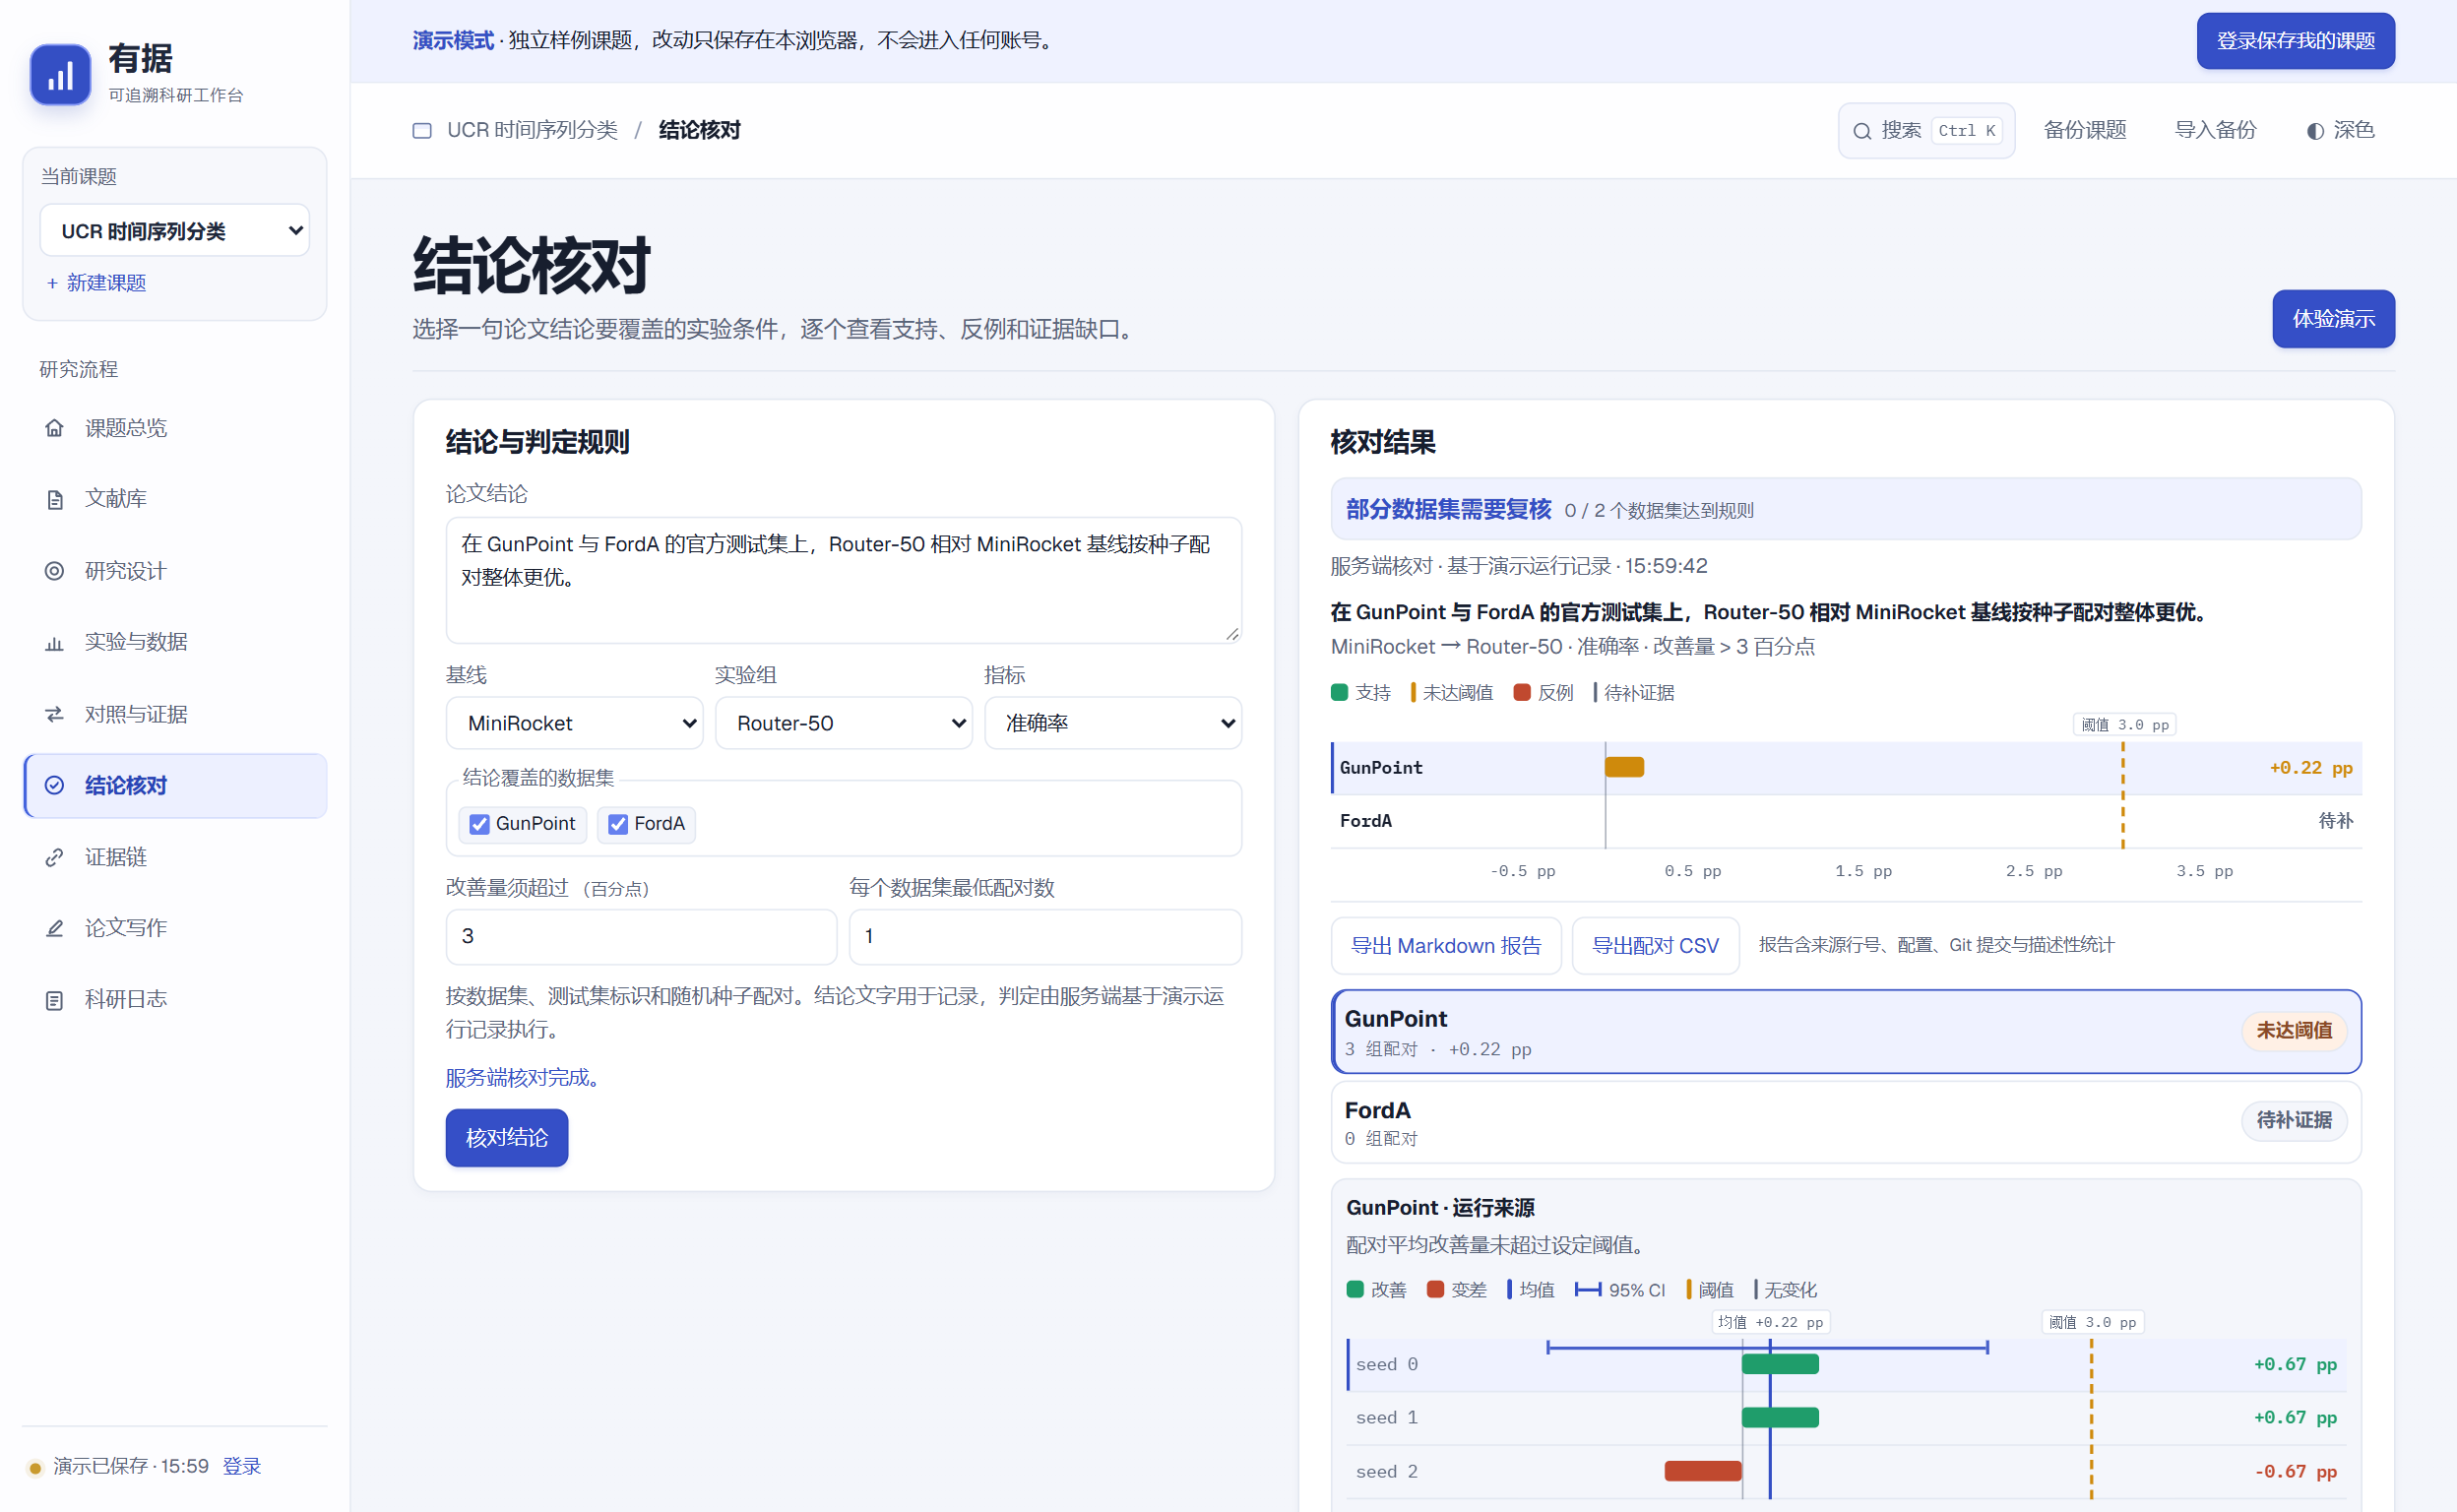 有据
可追溯科研工作台
当前课题
UCR 时间序列分类
+ 新建课题
研究流程
课题总览
文献库
研究设计
实验与数据
对照与证据
结论核对
证据链
论文写作
科研日志
演示已保存 · 15:59 登录
演示模式 · 独立样例课题，改动只保存在本浏览器，不会进入任何账号。
登录保存我的课题
UCR 时间序列分类 / 结论核对
搜索 Ctrl K
备份课题
导入备份
深色
结论核对
选择一句论文结论要覆盖的实验条件，逐个查看支持、反例和证据缺口。
体验演示
结论与判定规则
论文结论
在 GunPoint 与 FordA 的官方测试集上，Router-50 相对 MiniRocket 基线按种子配
对整体更优。
基线 实验组 指标
MiniRocket Router-50 准确率
结论覆盖的数据集
GunPoint FordA
改善量须超过 （百分点） 每个数据集最低配对数
3 1
按数据集、测试集标识和随机种子配对。结论文字用于记录，判定由服务端基于演示运
行记录执行。
服务端核对完成。
核对结论
核对结果
部分数据集需要复核 0 / 2 个数据集达到规则
服务端核对 · 基于演示运行记录 · 15:59:42
在 GunPoint 与 FordA 的官方测试集上，Router-50 相对 MiniRocket 基线按种子配对整体更优。
MiniRocket → Router-50 · 准确率 · 改善量 > 3 百分点
支持 未达阈值 反例 待补证据
阈值 3.0 pp
GunPoint +0.22 pp
FordA 待补
-0.5 pp 0.5 pp 1.5 pp 2.5 pp 3.5 pp
导出 Markdown 报告 导出配对 CSV 报告含来源行号、配置、Git 提交与描述性统计
GunPoint
3 组配对 · +0.22 pp
未达阈值
FordA
0 组配对
待补证据
GunPoint · 运行来源
配对平均改善量未超过设定阈值。
改善 变差 均值 95% CI 阈值 无变化
均值 +0.22 pp 阈值 3.0 pp
seed 0 +0.67 pp
seed 1 +0.67 pp
seed 2 -0.67 pp